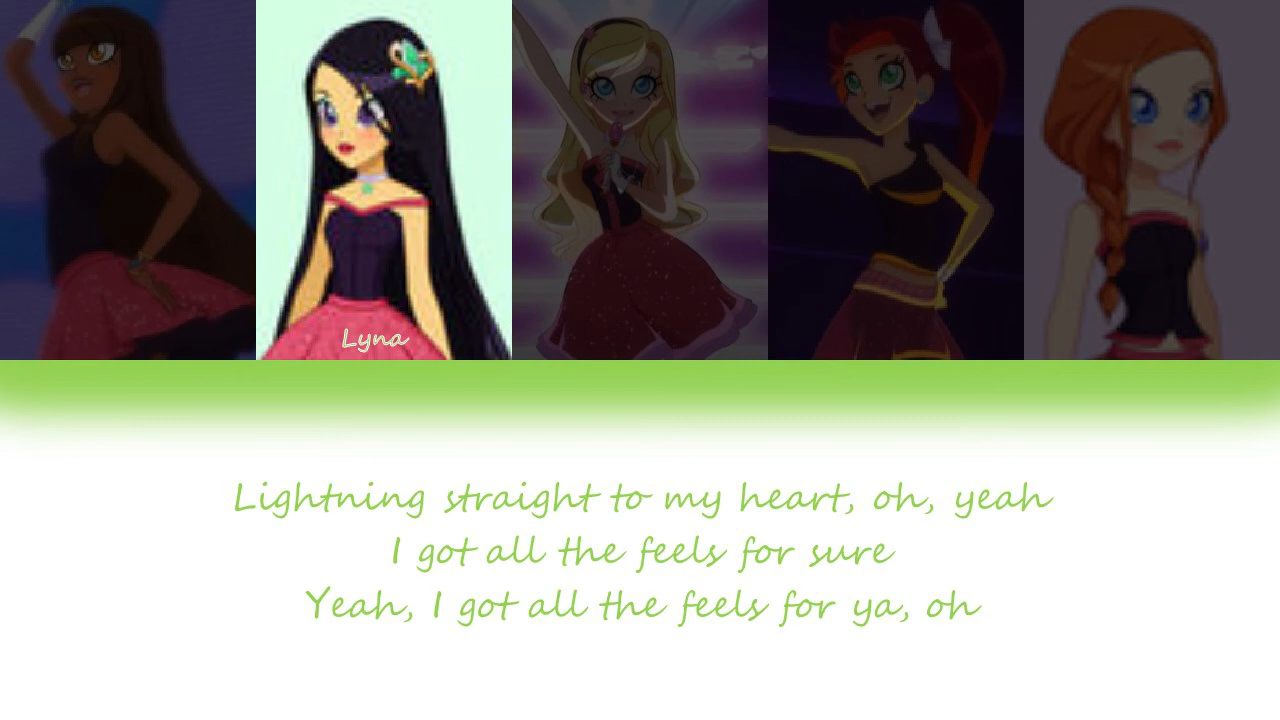 Lyna
Lightning straight to my heart, oh, yeah
I got all the feels for sure
Yeah, I got all the feels for ya, oh